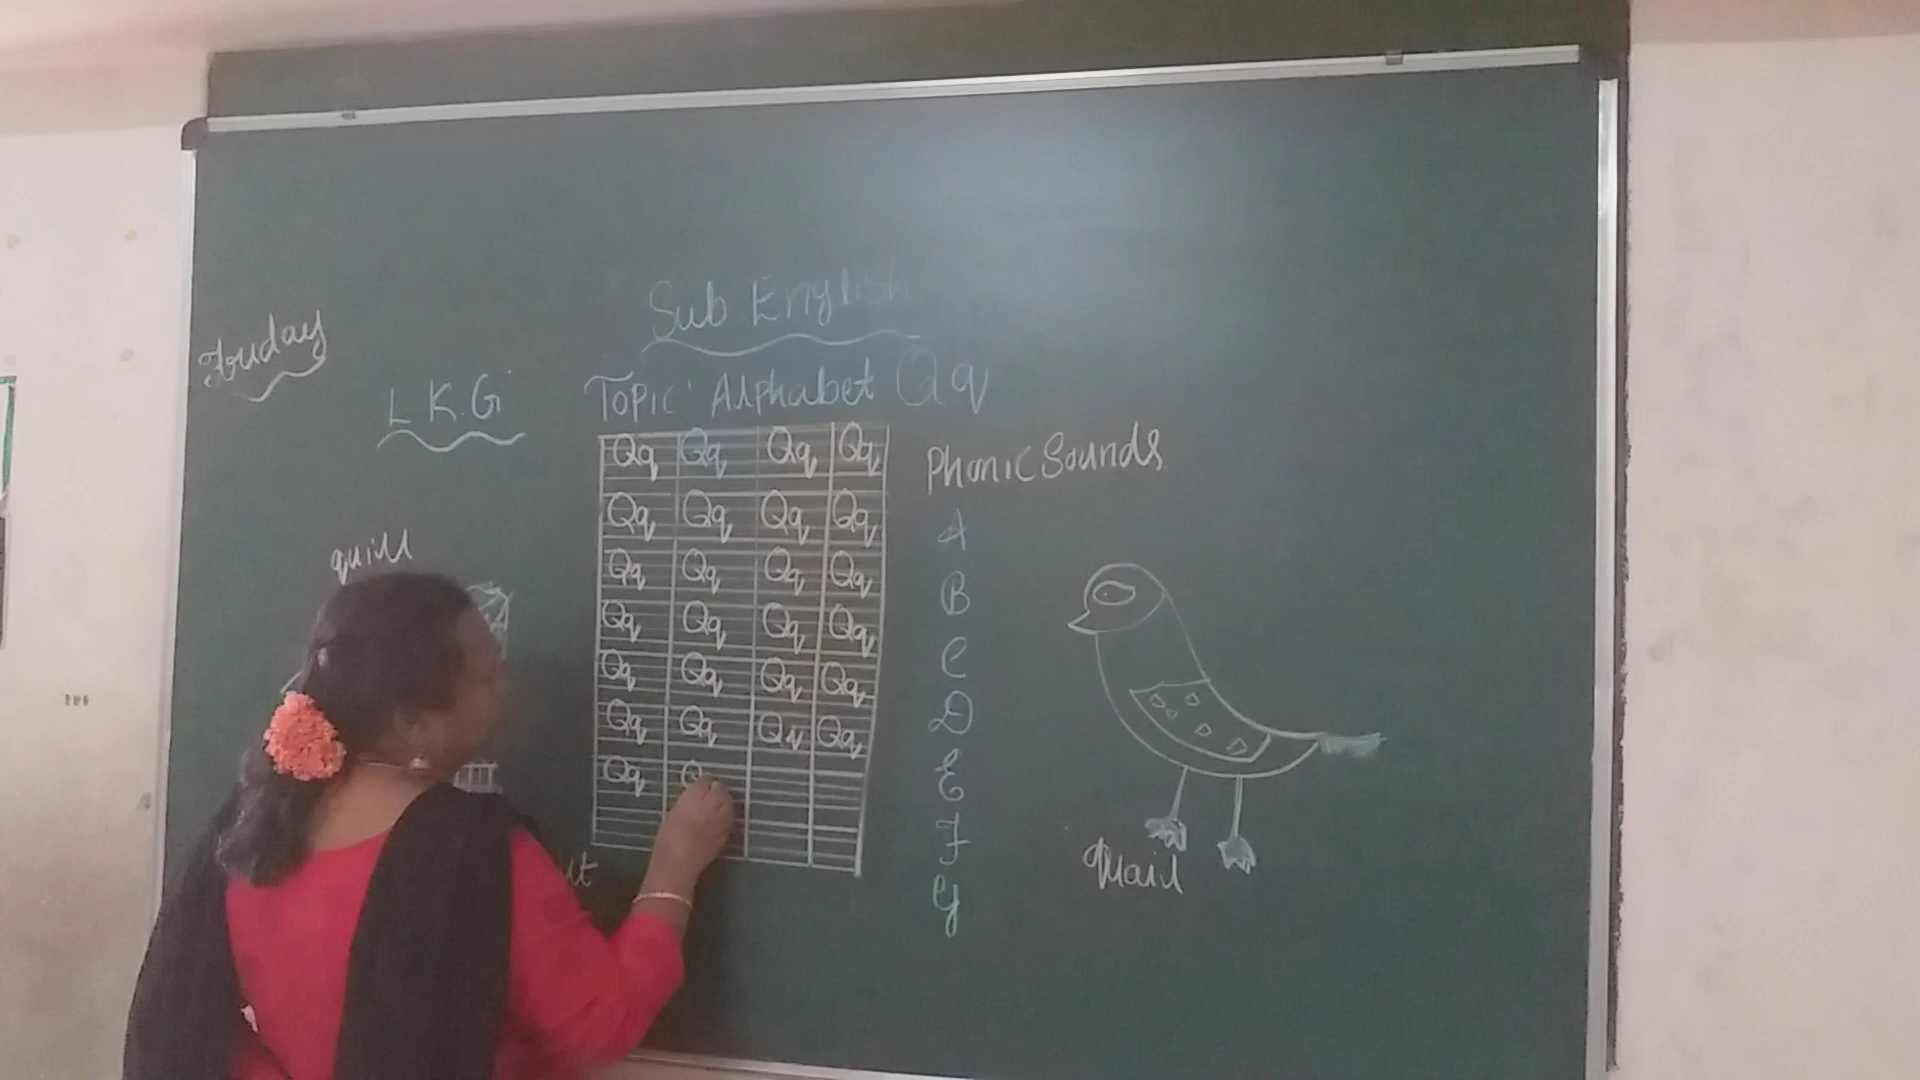 Friday
Sub English
L K.G
Topic: Alphabet Qq
Qq Qq Qq Qq
Qq Qq Qq Qq
Qq Qq Qq Qq
Qq Qq Qq Qq
Qq Qq Qq Qq
Qq Qq Qq Qq
Qq Q
Phonic Sounds
A
B
C
D
E
F
G
quill
Quail